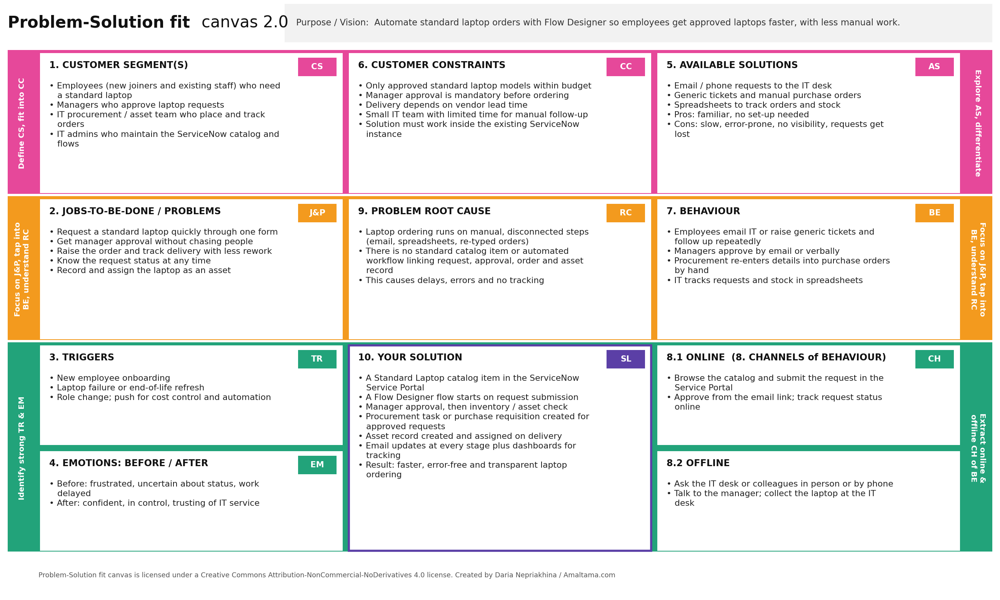 Problem-Solution fit canvas 2.0
Purpose / Vision: Automate standard laptop orders with Flow Designer so employees get approved laptops faster, with less manual work.
Define CS, fit into CC
1. CUSTOMER SEGMENT(S)
CS
• Employees (new joiners and existing staff) who need
a standard laptop
• Managers who approve laptop requests
• IT procurement / asset team who place and track
orders
• IT admins who maintain the ServiceNow catalog and
flows
6. CUSTOMER CONSTRAINTS
CC
• Only approved standard laptop models within budget
• Manager approval is mandatory before ordering
• Delivery depends on vendor lead time
• Small IT team with limited time for manual follow-up
• Solution must work inside the existing ServiceNow
instance
5. AVAILABLE SOLUTIONS
AS
• Email / phone requests to the IT desk
• Generic tickets and manual purchase orders
• Spreadsheets to track orders and stock
• Pros: familiar, no set-up needed
• Cons: slow, error-prone, no visibility, requests get
lost
Explore AS, differentiate
Focus on J&P, tap into
BE, understand RC
2. JOBS-TO-BE-DONE / PROBLEMS
J&P
• Request a standard laptop quickly through one form
• Get manager approval without chasing people
• Raise the order and track delivery with less rework
• Know the request status at any time
• Record and assign the laptop as an asset
9. PROBLEM ROOT CAUSE
RC
• Laptop ordering runs on manual, disconnected steps
(email, spreadsheets, re-typed orders)
• There is no standard catalog item or automated
workflow linking request, approval, order and asset
record
• This causes delays, errors and no tracking
7. BEHAVIOUR
BE
• Employees email IT or raise generic tickets and
follow up repeatedly
• Managers approve by email or verbally
• Procurement re-enters details into purchase orders
by hand
• IT tracks requests and stock in spreadsheets
Focus on J&P, tap into
BE, understand RC
Identify strong TR & EM
3. TRIGGERS
TR
• New employee onboarding
• Laptop failure or end-of-life refresh
• Role change; push for cost control and automation
4. EMOTIONS: BEFORE / AFTER
EM
• Before: frustrated, uncertain about status, work
delayed
• After: confident, in control, trusting of IT service
10. YOUR SOLUTION
SL
• A Standard Laptop catalog item in the ServiceNow
Service Portal
• A Flow Designer flow starts on request submission
• Manager approval, then inventory / asset check
• Procurement task or purchase requisition created for
approved requests
• Asset record created and assigned on delivery
• Email updates at every stage plus dashboards for
tracking
• Result: faster, error-free and transparent laptop
ordering
8.1 ONLINE (8. CHANNELS of BEHAVIOUR)
CH
• Browse the catalog and submit the request in the
Service Portal
• Approve from the email link; track request status
online
8.2 OFFLINE
• Ask the IT desk or colleagues in person or by phone
• Talk to the manager; collect the laptop at the IT
desk
Extract online &
offline CH of BE
Problem-Solution fit canvas is licensed under a Creative Commons Attribution-NonCommercial-NoDerivatives 4.0 license. Created by Daria Nepriakhina / Amaltama.com